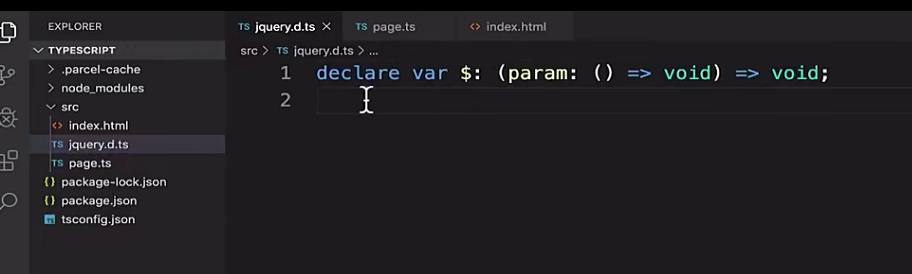 EXPLORER
TYPESCRIPT
.parcel-cache
node_modules
src
<> index.html
TS jquery.d.ts
TS page.ts
{} package-lock.json
{} package.json
TS tsconfig.json
TS jquery.d.ts × TS page.ts <> index.html
src > TS jquery.d.ts > ...
1 declare var $: (param: () => void) => void;
2